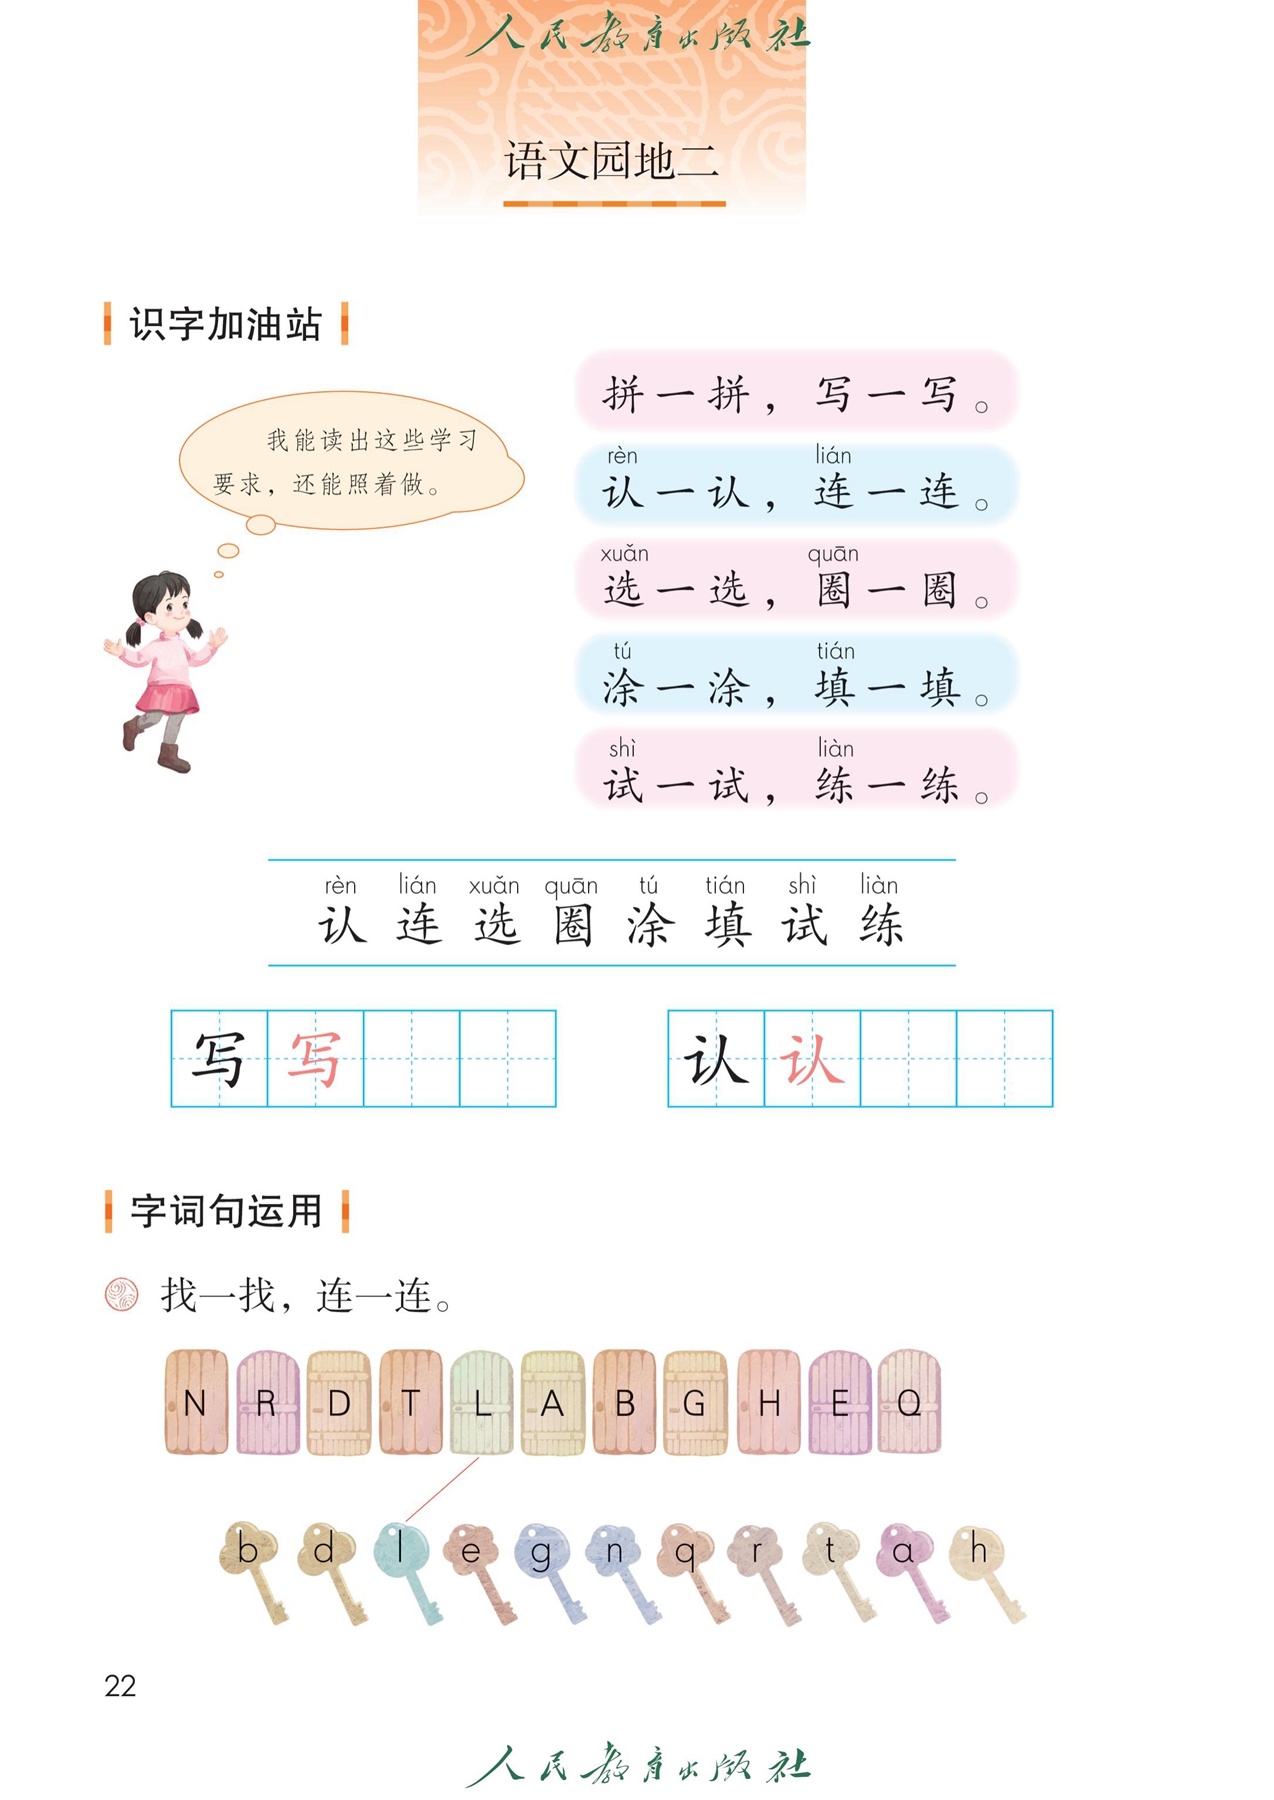 人民教育出版社
语文园地二
识字加油站
我能读出这些学习
要求，还能照着做。
拼一拼，写一写。
rèn lián
认一认，连一连。
xuǎn quān
选一选，圈一圈。
tú tián
涂一涂，填一填。
shì liàn
试一试，练一练。
rèn lián xuǎn quān tú tián shì liàn
认 连 选 圈 涂 填 试 练
写 写 认 认
字词句运用
找一找，连一连。
N R D T L A B G H E Q
b d l e g n q r t a h
22
人民教育出版社